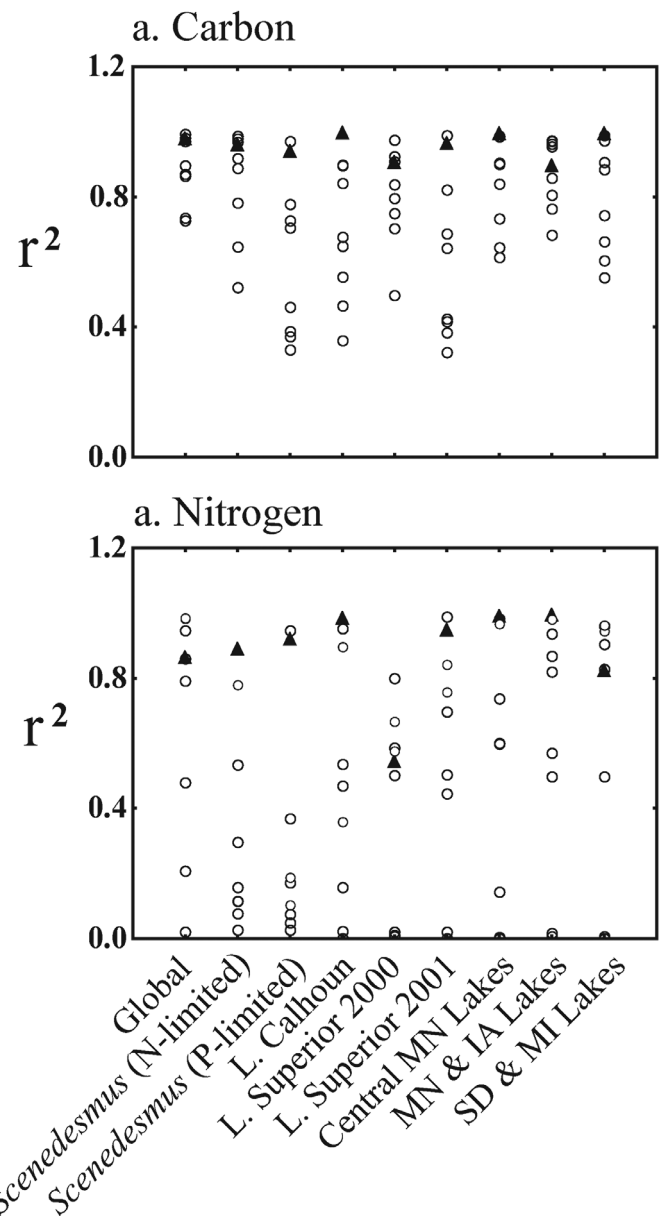 a. Carbon
1.2
0.8
r²
0.4
0.0
a. Nitrogen
1.2
0.8
r²
0.4
0.0
Global
Scenedesmus (N-limited)
Scenedesmus (P-limited)
L. Calhoun
L. Superior 2000
L. Superior 2001
Central MN Lakes
MN & IA Lakes
SD & MI Lakes